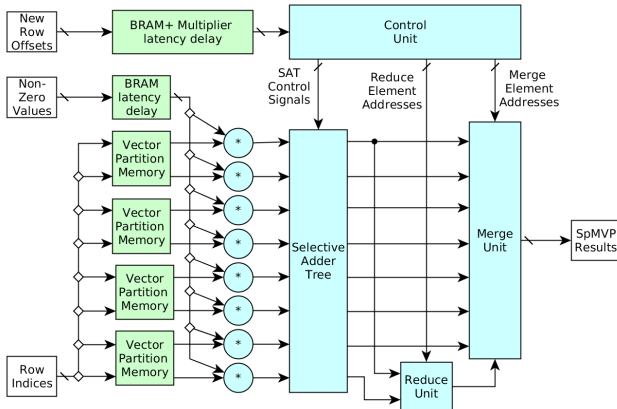 New
Row
Offsets
BRAM+ Multiplier
latency delay
Control
Unit
Non-
Zero
Values
BRAM
latency
delay
SAT
Control
Signals
Reduce
Element
Addresses
Merge
Element
Addresses
Vector
Partition
Memory
*
*
Vector
Partition
Memory
*
*
Vector
Partition
Memory
*
*
Vector
Partition
Memory
*
*
Selective
Adder
Tree
Merge
Unit
SpMVP
Results
Row
Indices
Reduce
Unit